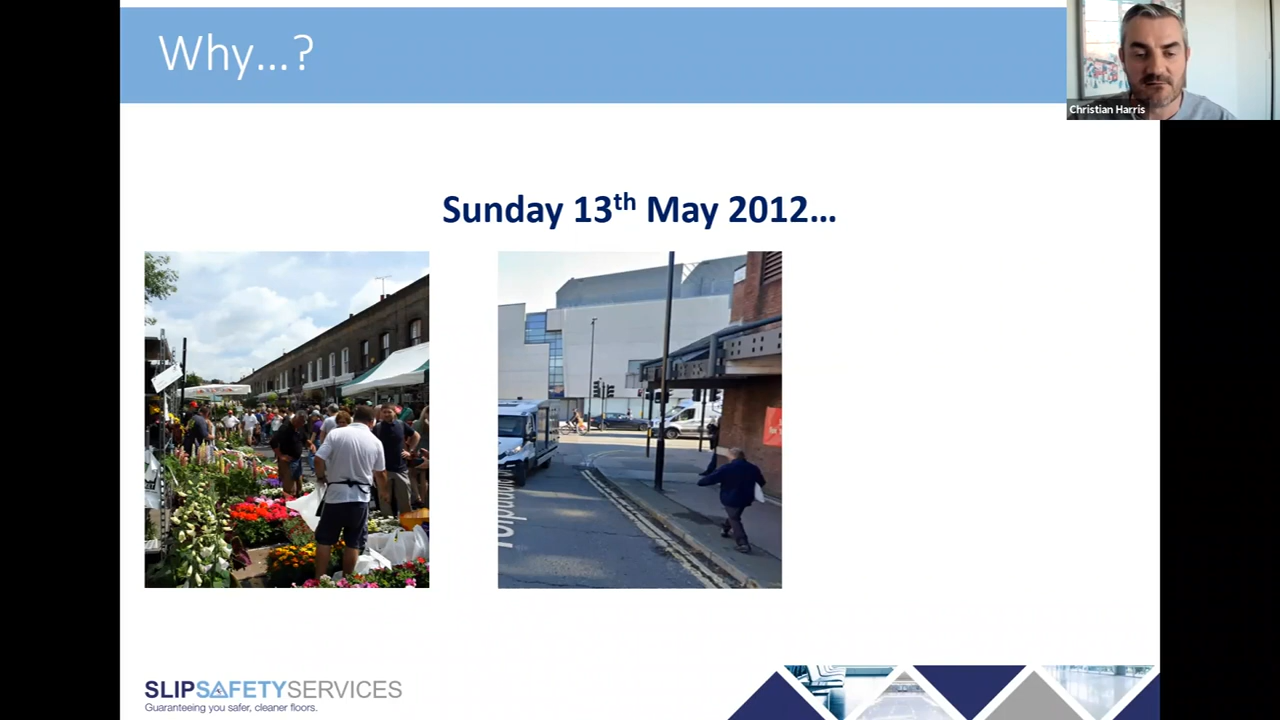 Why...?
Christian Harris
Sunday 13th May 2012...
SLIPSAFETYSERVICES
Guaranteeing you safer, cleaner floors.